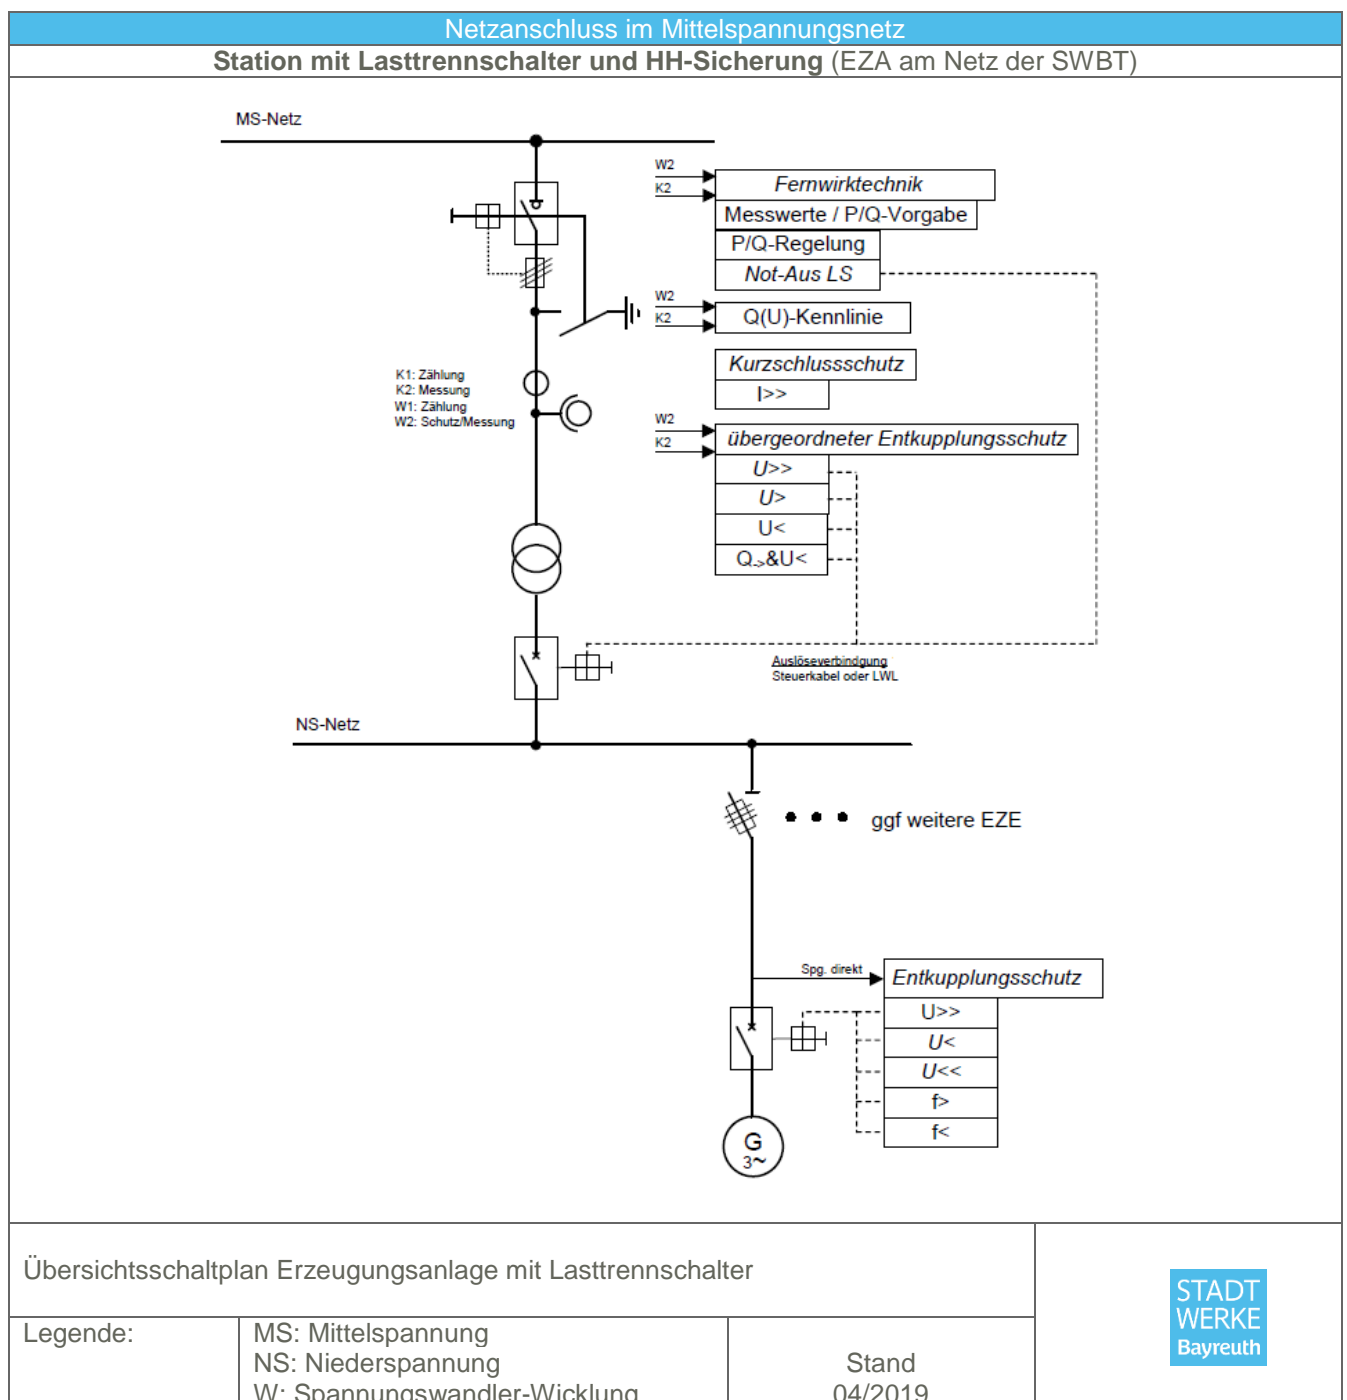 Netzanschluss im Mittelspannungsnetz
Station mit Lasttrennschalter und HH-Sicherung (EZA am Netz der SWBT)
MS-Netz
W2
K2
Fernwirktechnik
Messwerte / P/Q-Vorgabe
P/Q-Regelung
Not-Aus LS
W2
K2
Q(U)-Kennlinie
Kurzschlussschutz
I>>
K1: Zählung
K2: Messung
W1: Zählung
W2: Schutz/Messung
W2
K2
übergeordneter Entkupplungsschutz
U>>
U>
U<
Q->&U<
Auslöseverbindgung
Steuerkabel oder LWL
NS-Netz
ggf weitere EZE
Spg. direkt
Entkupplungsschutz
U>>
U<
U<<
f>
f<
G
3~
Übersichtsschaltplan Erzeugungsanlage mit Lasttrennschalter
STADT
WERKE
Bayreuth
Legende:
MS: Mittelspannung
NS: Niederspannung
W: Spannungswandler-Wicklung
Stand
04/2019